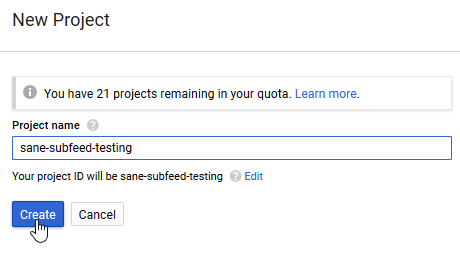 New Project
You have 21 projects remaining in your quota. Learn more.
Project name
sane-subfeed-testing
Your project ID will be sane-subfeed-testing Edit
Create Cancel